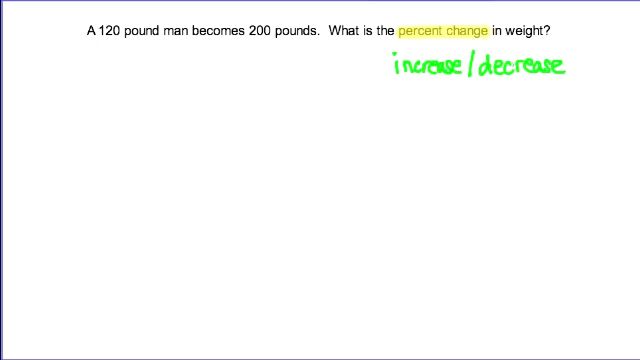 A 120 pound man becomes 200 pounds. What is the percent change in weight?
increase/decrease